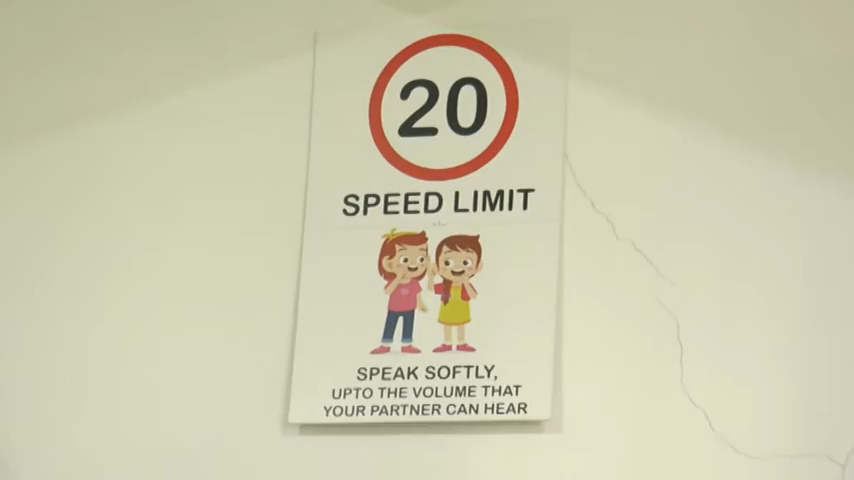 20
SPEED LIMIT
SPEAK SOFTLY,
UPTO THE VOLUME THAT
YOUR PARTNER CAN HEAR